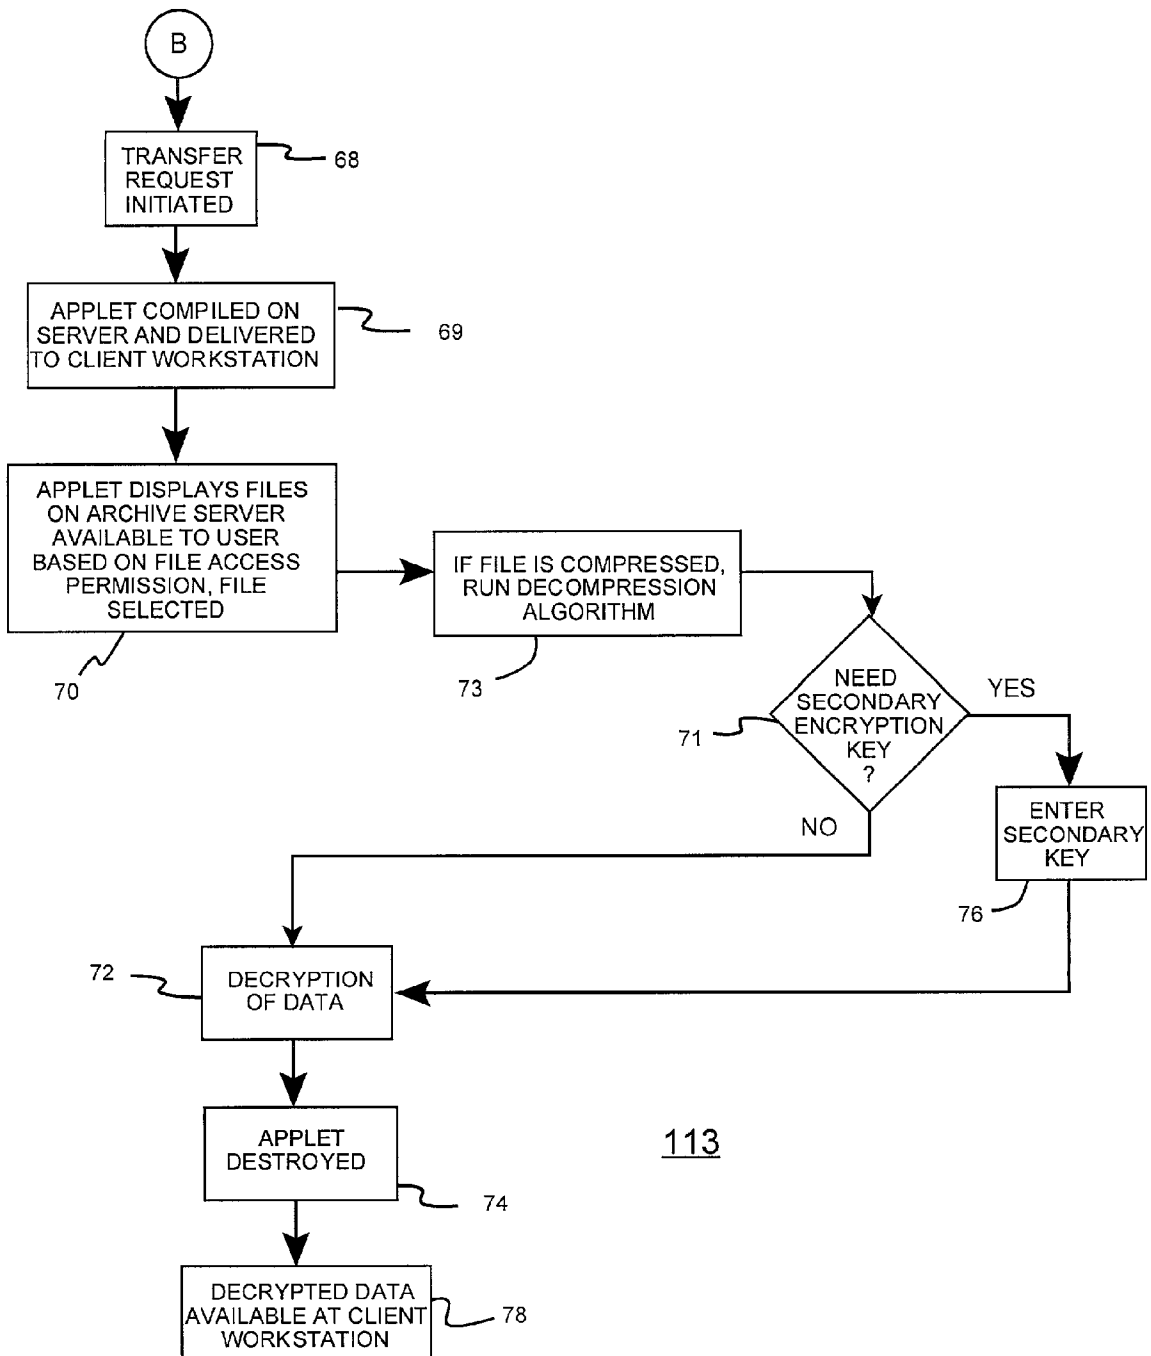 B
TRANSFER
REQUEST
INITIATED
68
APPLET COMPILED ON
SERVER AND DELIVERED
TO CLIENT WORKSTATION
69
APPLET DISPLAYS FILES
ON ARCHIVE SERVER
AVAILABLE TO USER
BASED ON FILE ACCESS
PERMISSION, FILE
SELECTED
70
IF FILE IS COMPRESSED,
RUN DECOMPRESSION
ALGORITHM
73
NEED
SECONDARY
ENCRYPTION
KEY
?
71
YES
NO
ENTER
SECONDARY
KEY
76
72
DECRYPTION
OF DATA
APPLET
DESTROYED
74
113
DECRYPTED DATA
AVAILABLE AT CLIENT
WORKSTATION
78